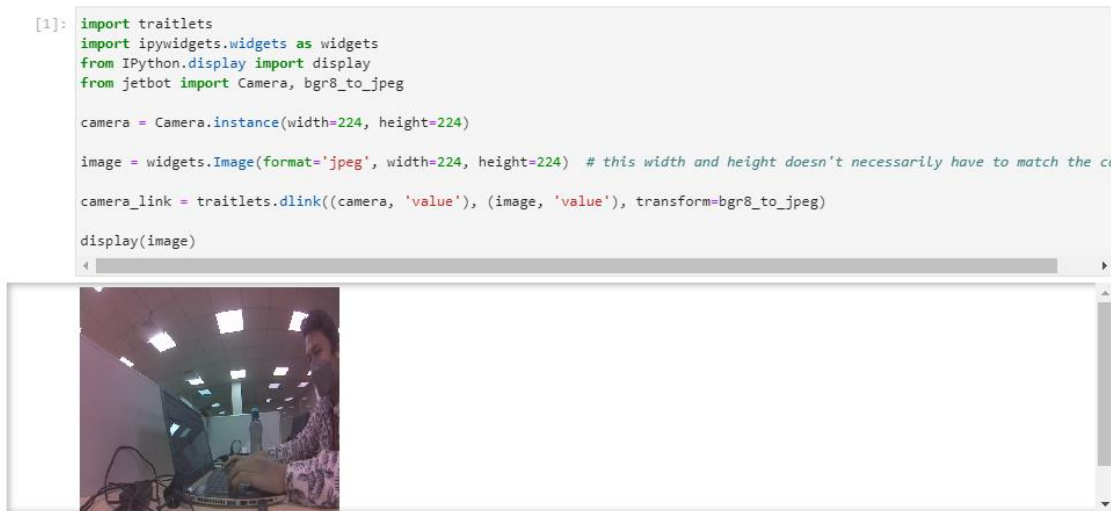 [1]: import traitlets
import ipywidgets.widgets as widgets
from IPython.display import display
from jetbot import Camera, bgr8_to_jpeg
camera = Camera.instance(width=224, height=224)
image = widgets.Image(format='jpeg', width=224, height=224)  # this width and height doesn't necessarily have to match the
camera_link = traitlets.dlink((camera, 'value'), (image, 'value'), transform=bgr8_to_jpeg)
display(image)